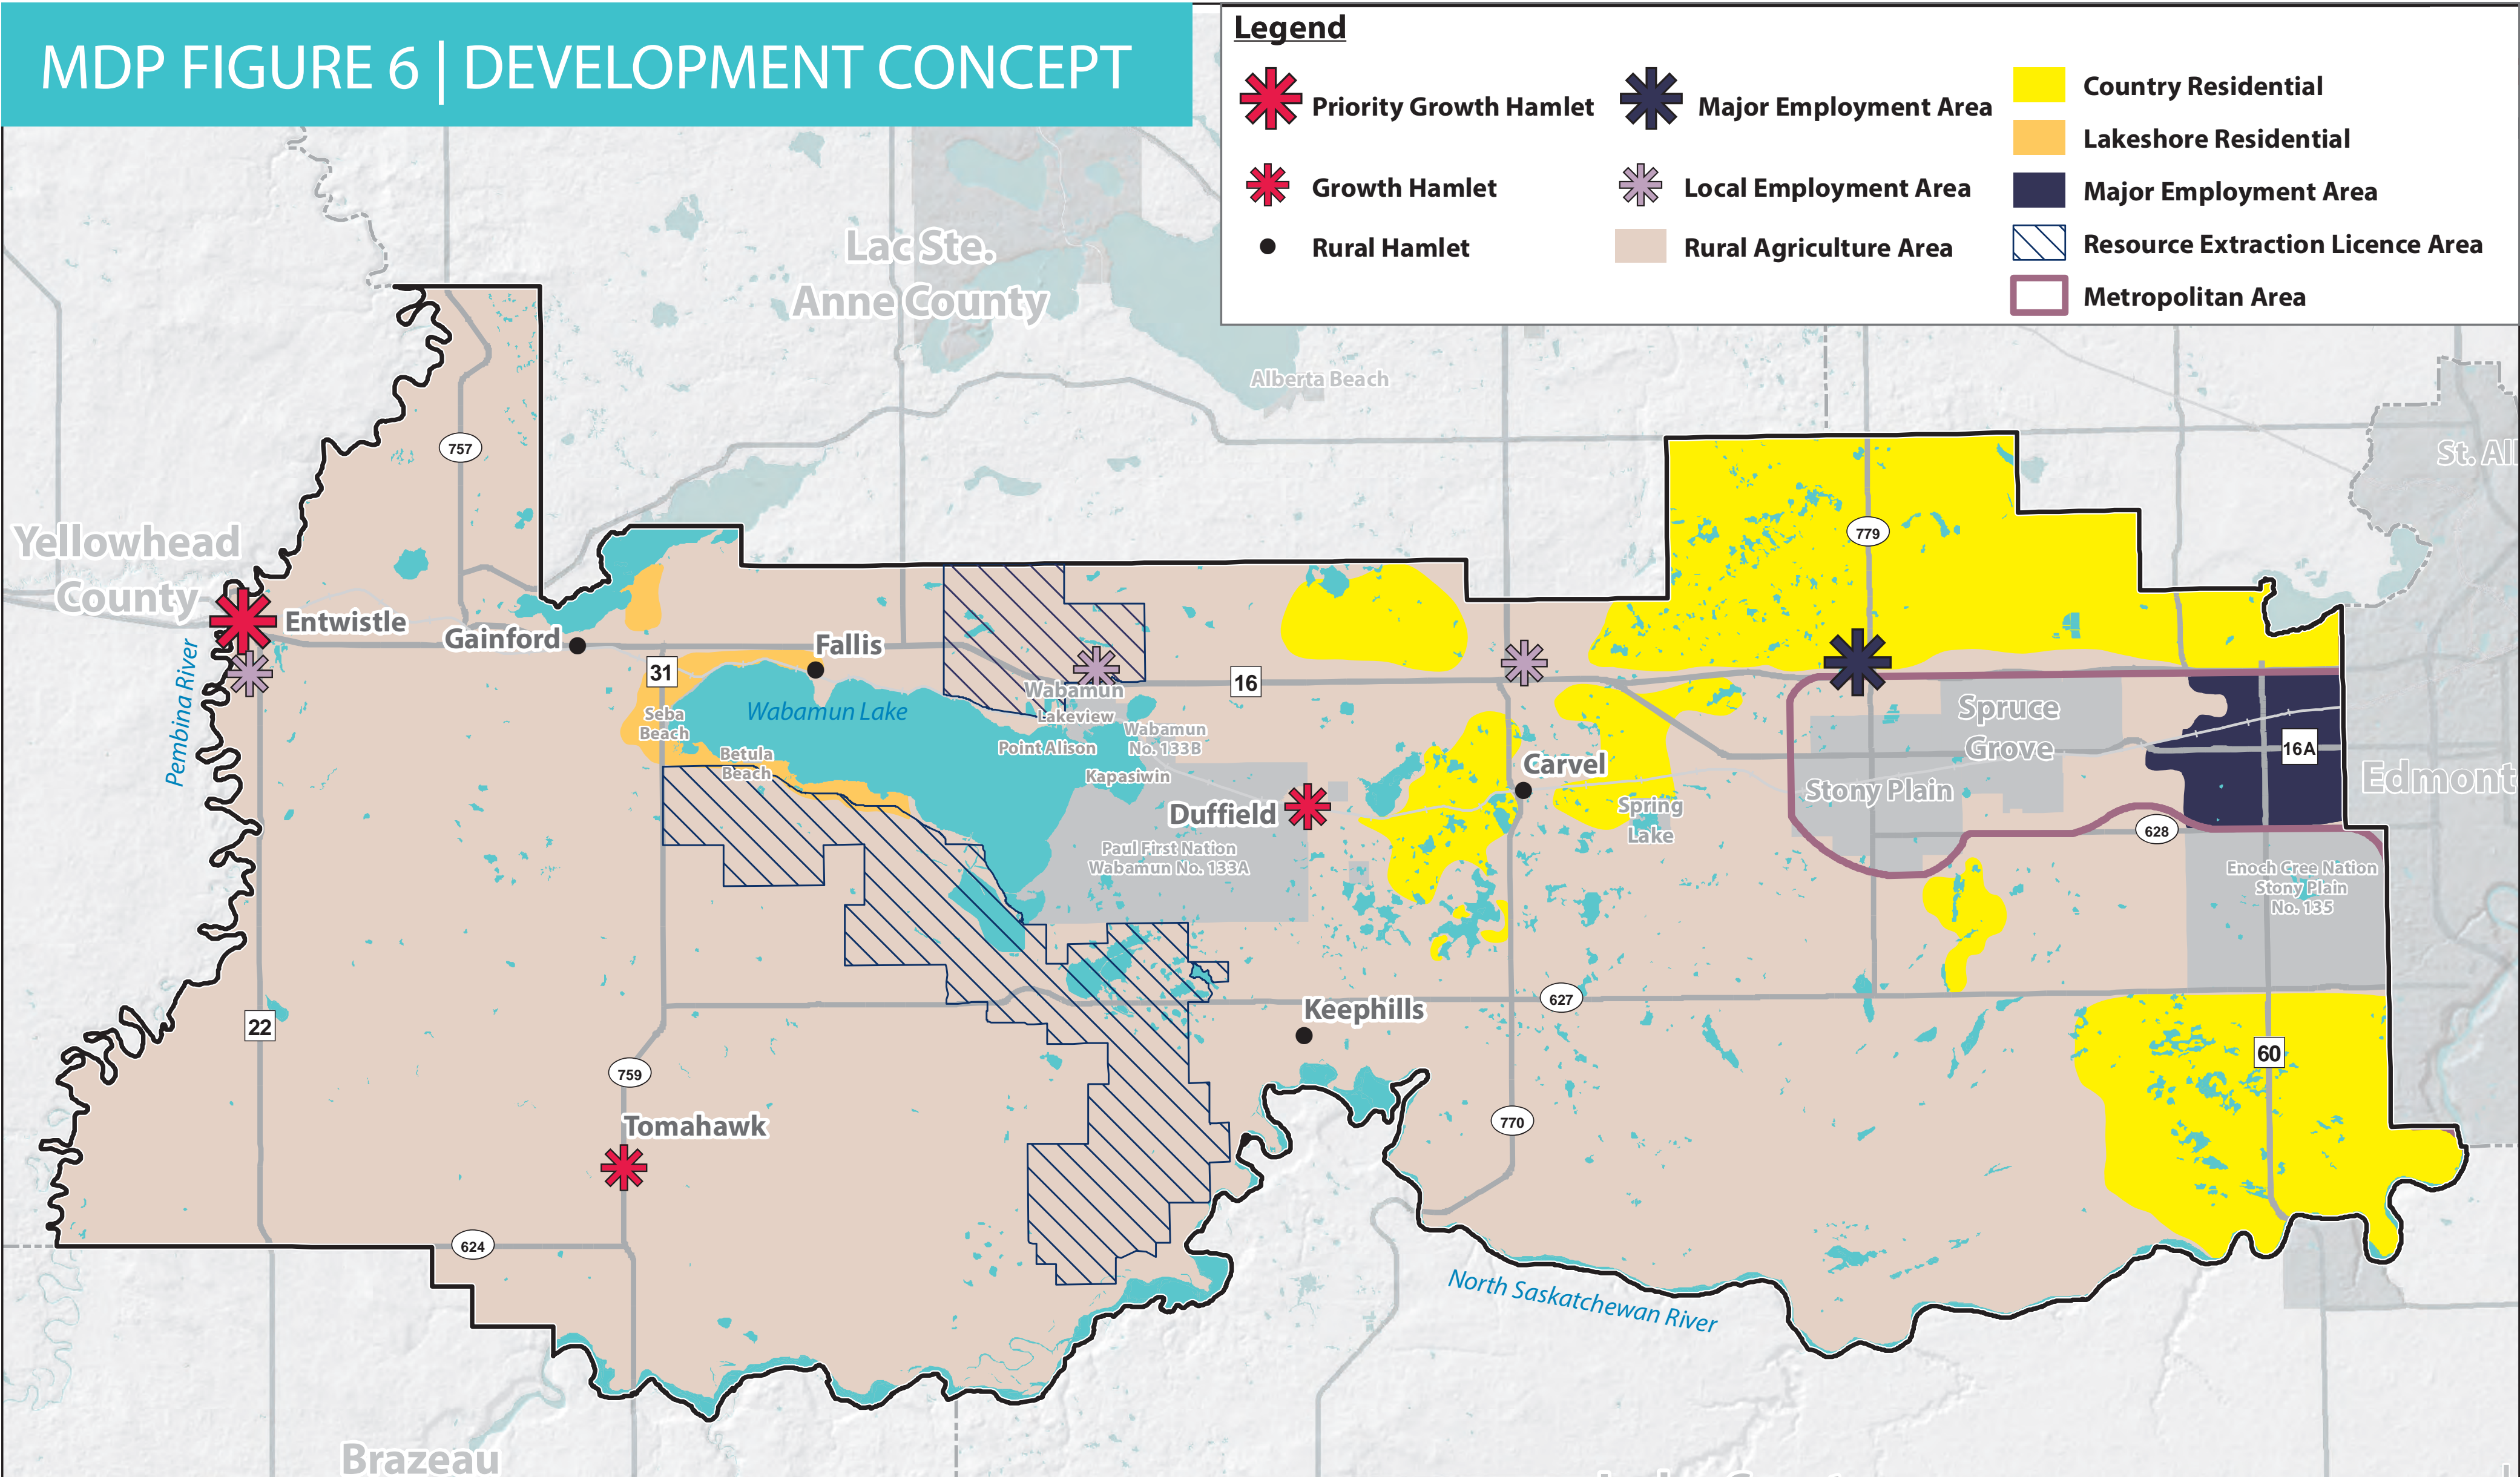 MDP FIGURE 6 | DEVELOPMENT CONCEPT
Legend
Priority Growth Hamlet
Growth Hamlet
Rural Hamlet
Major Employment Area
Local Employment Area
Rural Agriculture Area
Country Residential
Lakeshore Residential
Major Employment Area
Resource Extraction Licence Area
Metropolitan Area
Lac Ste.
Anne County
Alberta Beach
St. Al
757
779
Yellowhead
County
Entwistle
Gainford
Fallis
31
16
Pembina River
Seba
Beach
Wabamun Lake
Betula
Beach
Wabamun
Lakeview
Point Alison
Wabamun
No. 133B
Kapasiwin
Duffield
Paul First Nation
Wabamun No. 133A
Carvel
Spring
Lake
Spruce
Grove
Stony Plain
16A
Edmont
628
Enoch Cree Nation
Stony Plain
No. 135
22
627
Keephills
60
759
770
Tomahawk
624
North Saskatchewan River
Brazeau